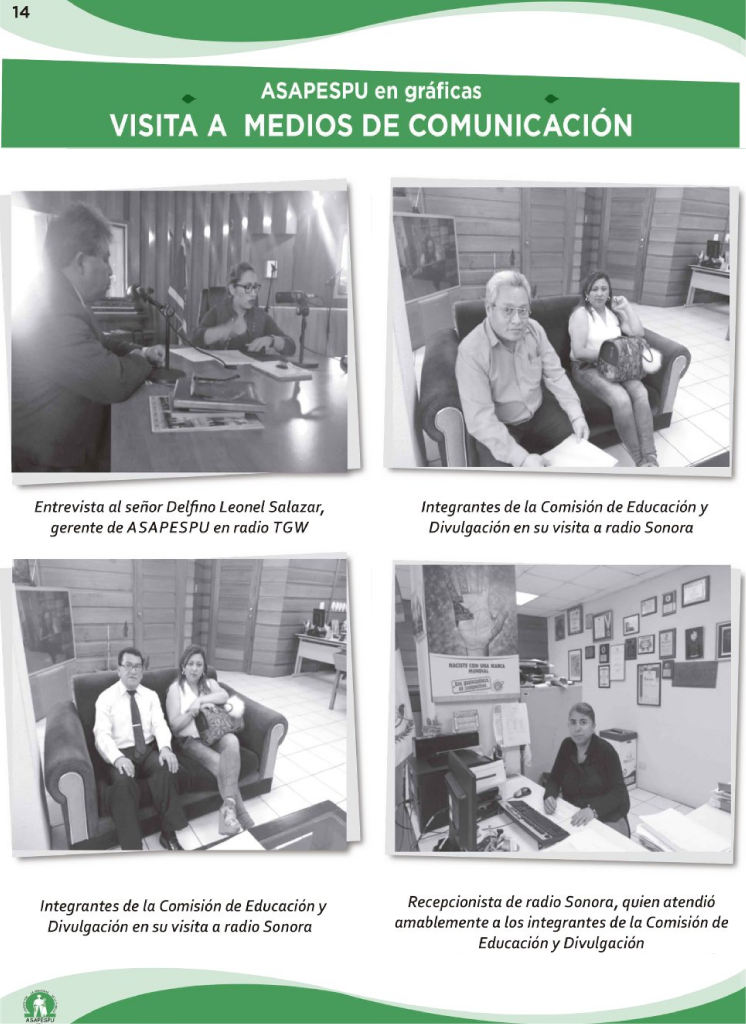 14
ASAPESPU en gráficas
VISITA A MEDIOS DE COMUNICACIÓN
Entrevista al señor Delfino Leonel Salazar,
gerente de ASAPESPU en radio TGW
Integrantes de la Comisión de Educación y
Divulgación en su visita a radio Sonora
NACISTE CON UNA MARCA
MUNDIAL
Integrantes de la Comisión de Educación y
Divulgación en su visita a radio Sonora
Recepcionista de radio Sonora, quien atendió
amablemente a los integrantes de la Comisión de
Educación y Divulgación
ASAPESPU